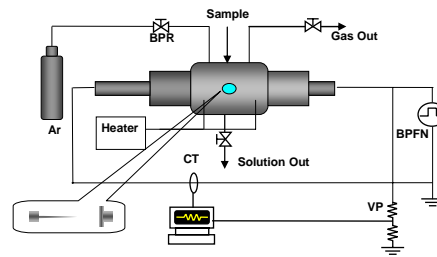 Sample
BPR
Gas Out
Ar
Heater
BPFN
Solution Out
CT
VP